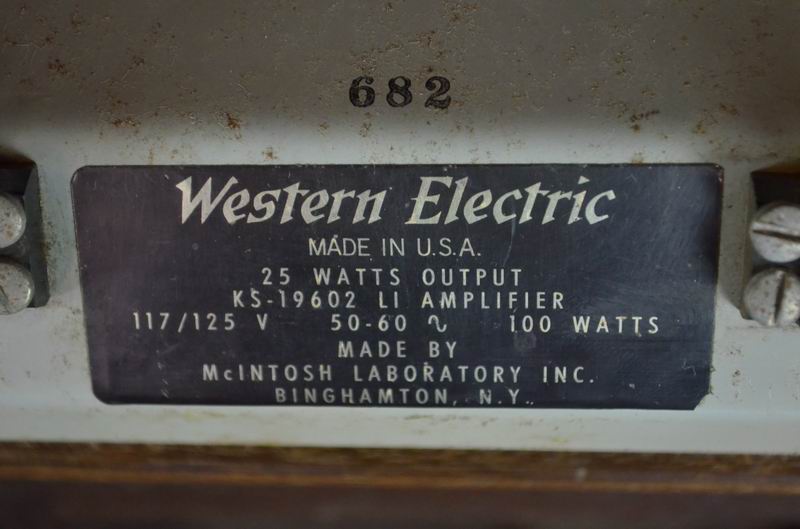 682
Western Electric
MADE IN U.S.A.
25 WATTS OUTPUT
KS-19602 L1 AMPLIFIER
117/125 V 50-60 ∿ 100 WATTS
MADE BY
McINTOSH LABORATORY INC.
BINGHAMTON, N.Y.